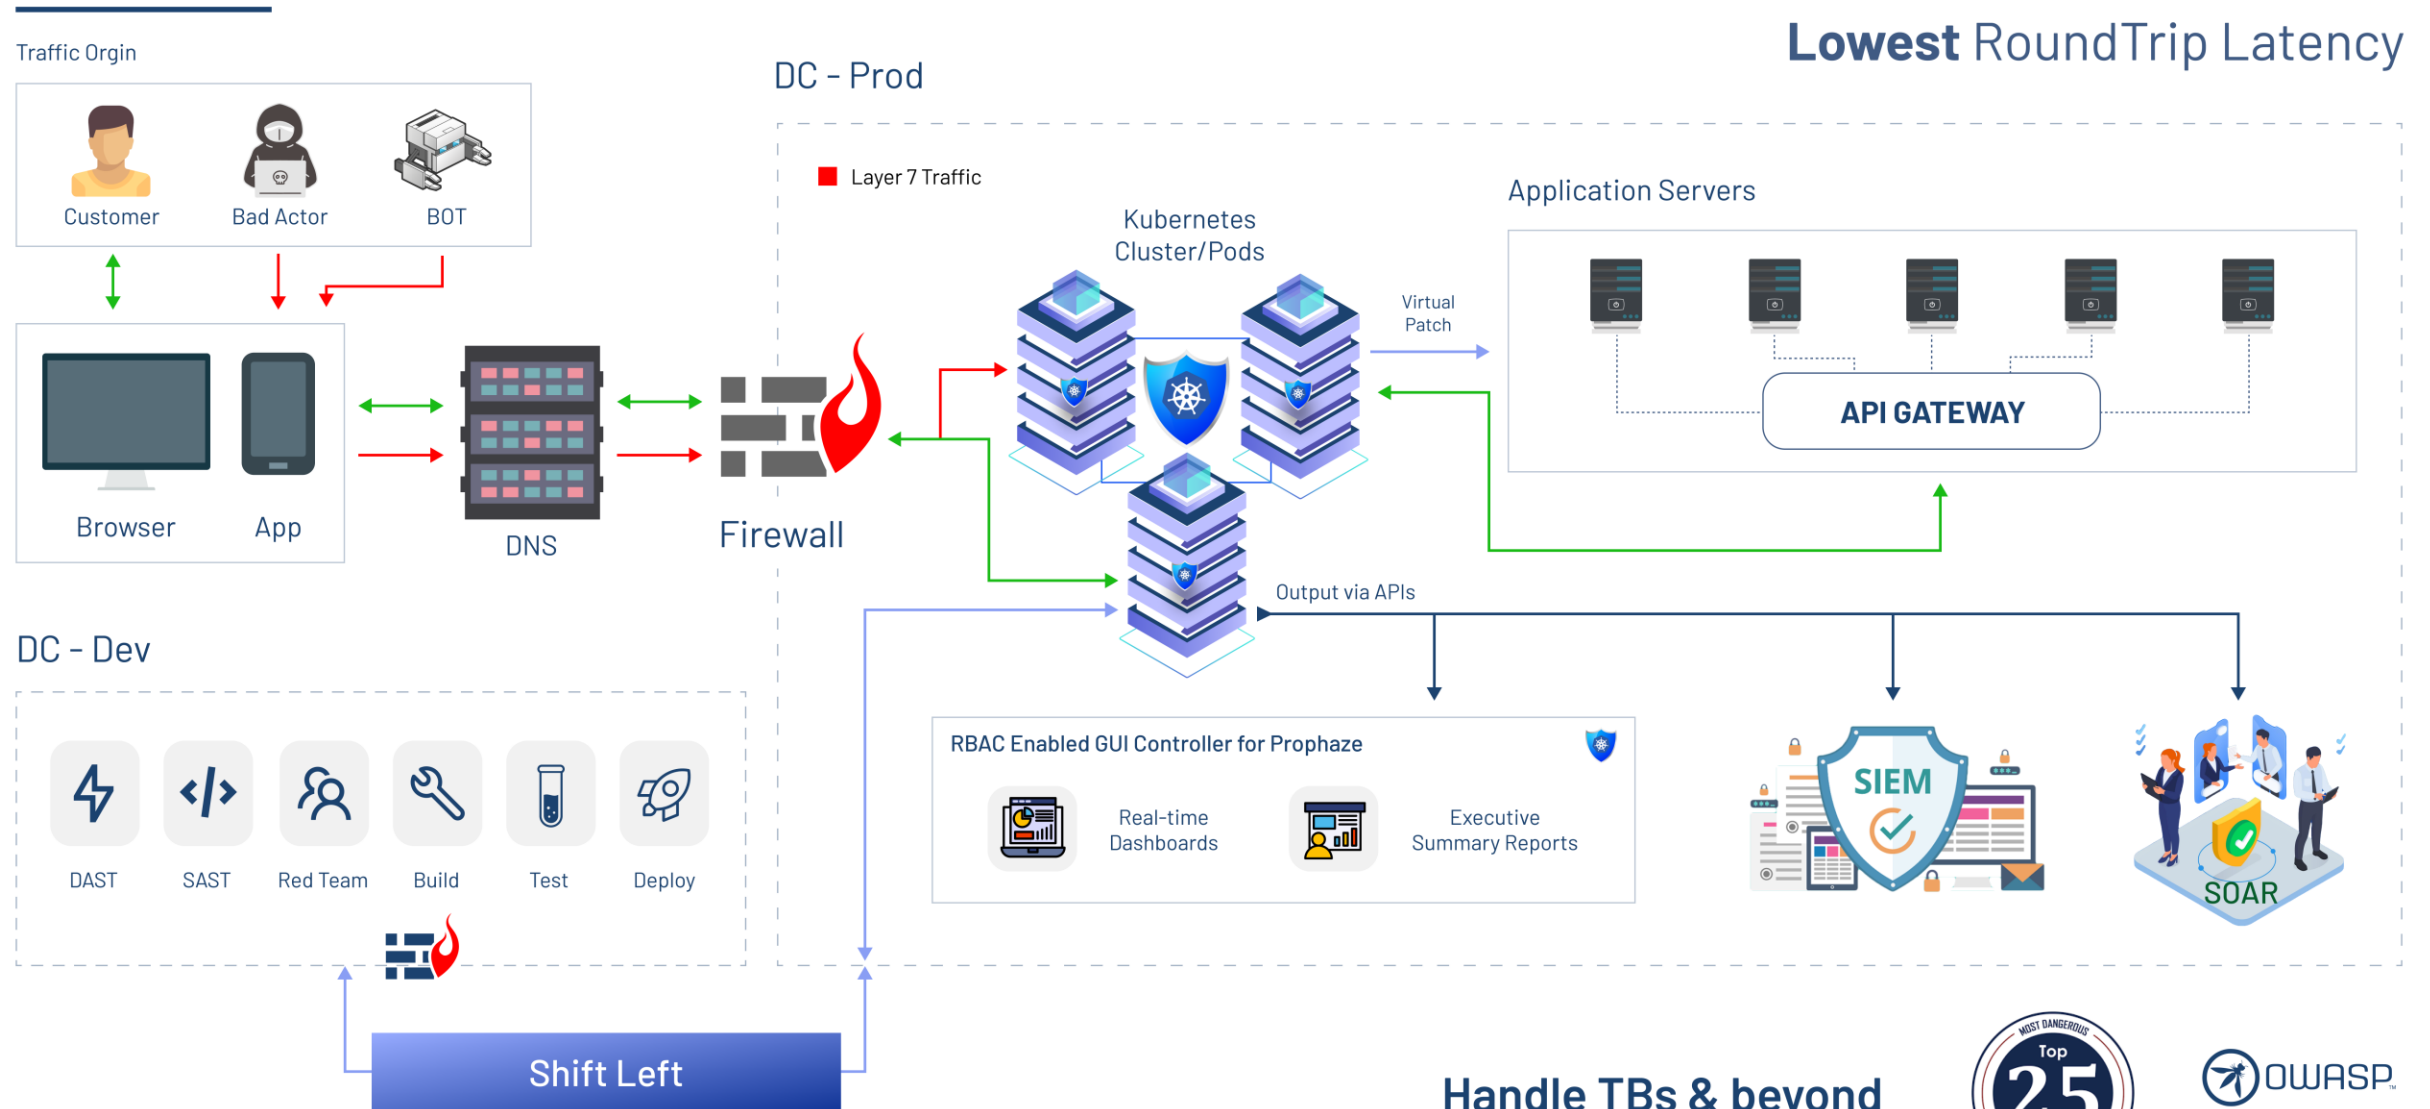 Lowest RoundTrip Latency
Traffic Orgin
Customer
Bad Actor
BOT
Browser
App
DNS
Firewall
DC - Prod
Layer 7 Traffic
Kubernetes
Cluster/Pods
Virtual
Patch
Application Servers
API GATEWAY
Output via APIs
RBAC Enabled GUI Controller for Prophaze
Real-time
Dashboards
Executive
Summary Reports
SIEM
SOAR
DC - Dev
DAST
SAST
Red Team
Build
Test
Deploy
Shift Left
Handle TBs & beyond
MOST DANGEROUS
Top
25
OWASP